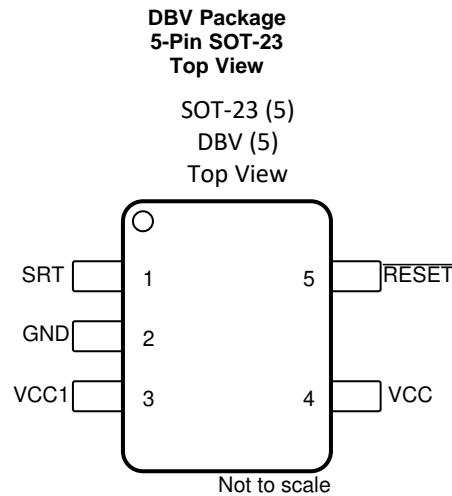 DBV Package
5-Pin SOT-23
Top View
SOT-23 (5)
DBV (5)
Top View
SRT 1 5 RESET
GND 2
VCC1 3 4 VCC
Not to scale